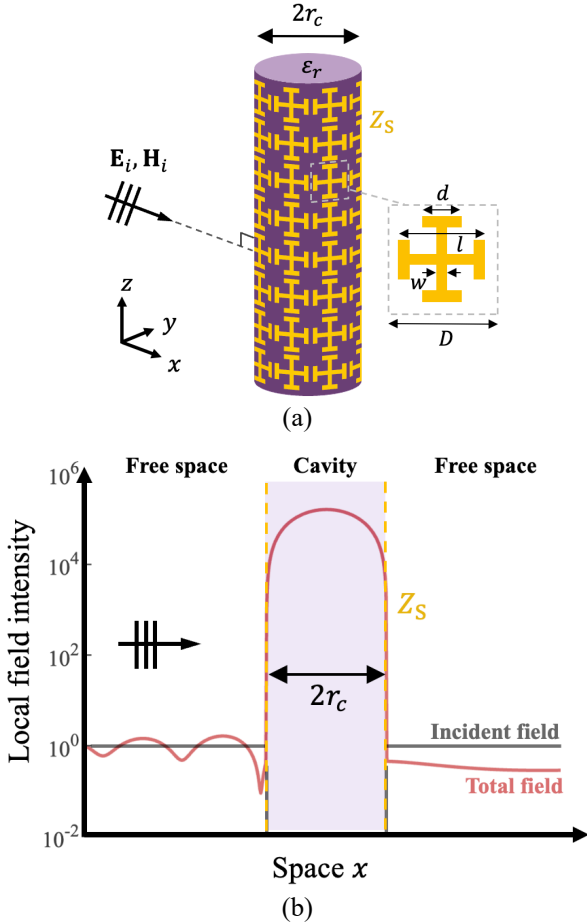 2r_c
ε_r
Z_S
E_i, H_i
d
l
w
D
z
y
x
(a)
10^6
Free space
Cavity
Free space
10^4
Z_S
10^2
2r_c
Incident field
10^0
Total field
10^-2
Local field intensity
Space x
(b)